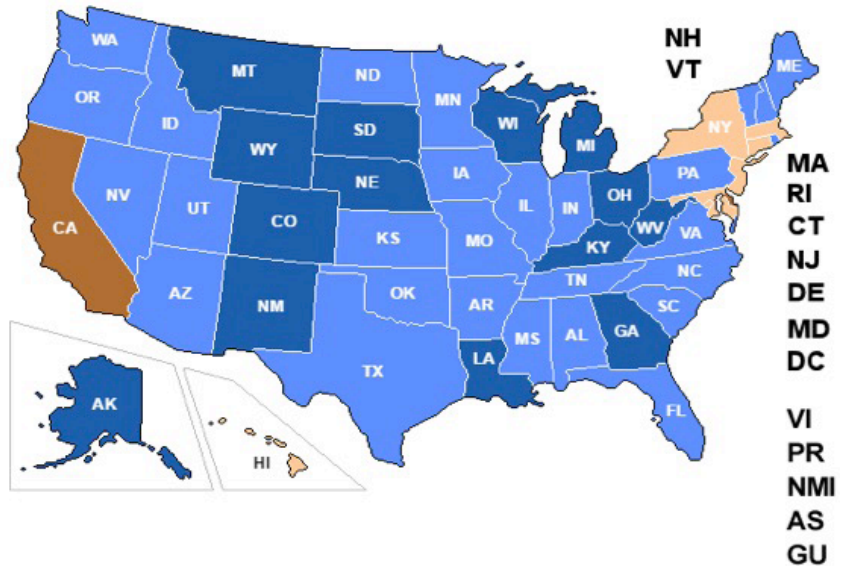 WA
MT
ND
MN
ME
NH
VT
OR
ID
SD
WI
MI
NY
WY
NE
IA
PA
NV
UT
CO
IL
IN
OH
WV
VA
CA
KS
MO
KY
NC
AZ
NM
OK
AR
TN
SC
TX
LA
MS
AL
GA
FL
AK
HI
MA
RI
CT
NJ
DE
MD
DC
VI
PR
NMI
AS
GU